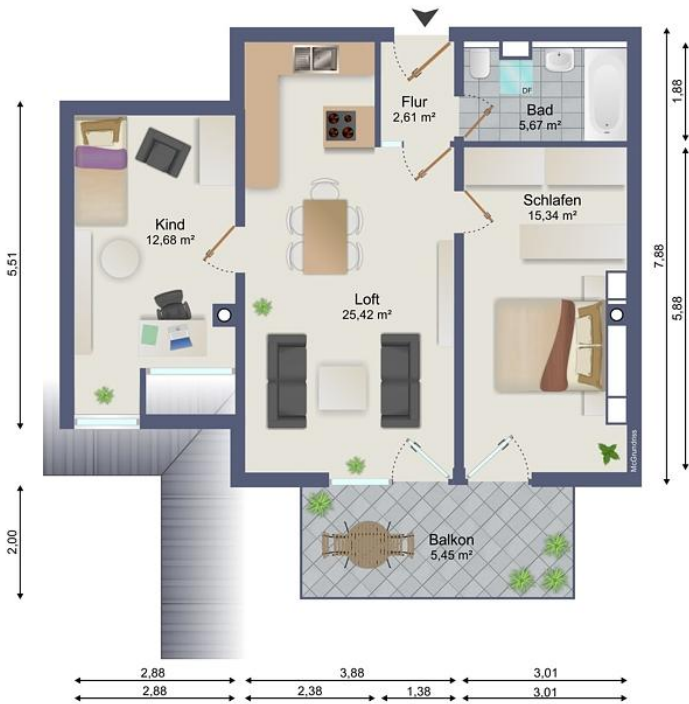 Flur
2,61 m²
DF
Bad
5,67 m²
1,88
Kind
12,68 m²
Schlafen
15,34 m²
5,51
7,88
5,88
Loft
25,42 m²
McGrundriss
2,00
Balkon
5,45 m²
2,88
3,88
3,01
2,88
2,38
1,38
3,01